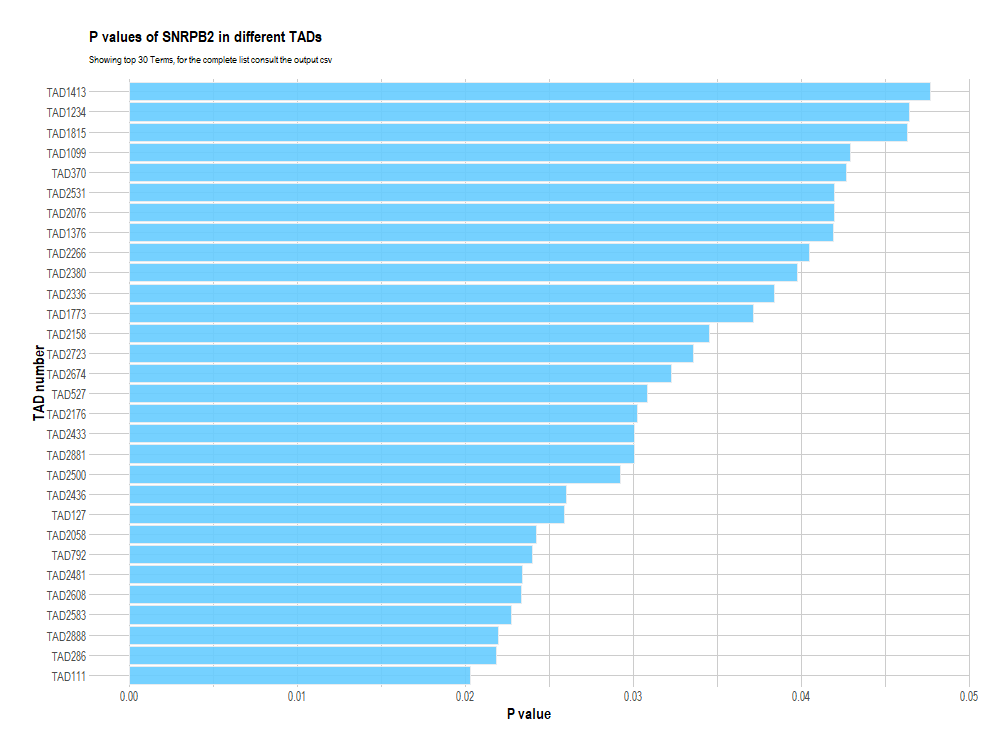 P values of SNRPB2 in different TADs
Showing top 30 Terms, for the complete list consult the output csv
TAD1413
TAD1234
TAD1815
TAD1099
TAD370
TAD2531
TAD2076
TAD1376
TAD2266
TAD2380
TAD2336
TAD1773
TAD2158
TAD2723
TAD2674
TAD527
TAD2176
TAD2433
TAD2881
TAD2500
TAD2436
TAD127
TAD2058
TAD792
TAD2481
TAD2608
TAD2583
TAD2888
TAD286
TAD111
TAD number
0.00 0.01 0.02 0.03 0.04 0.05
P value